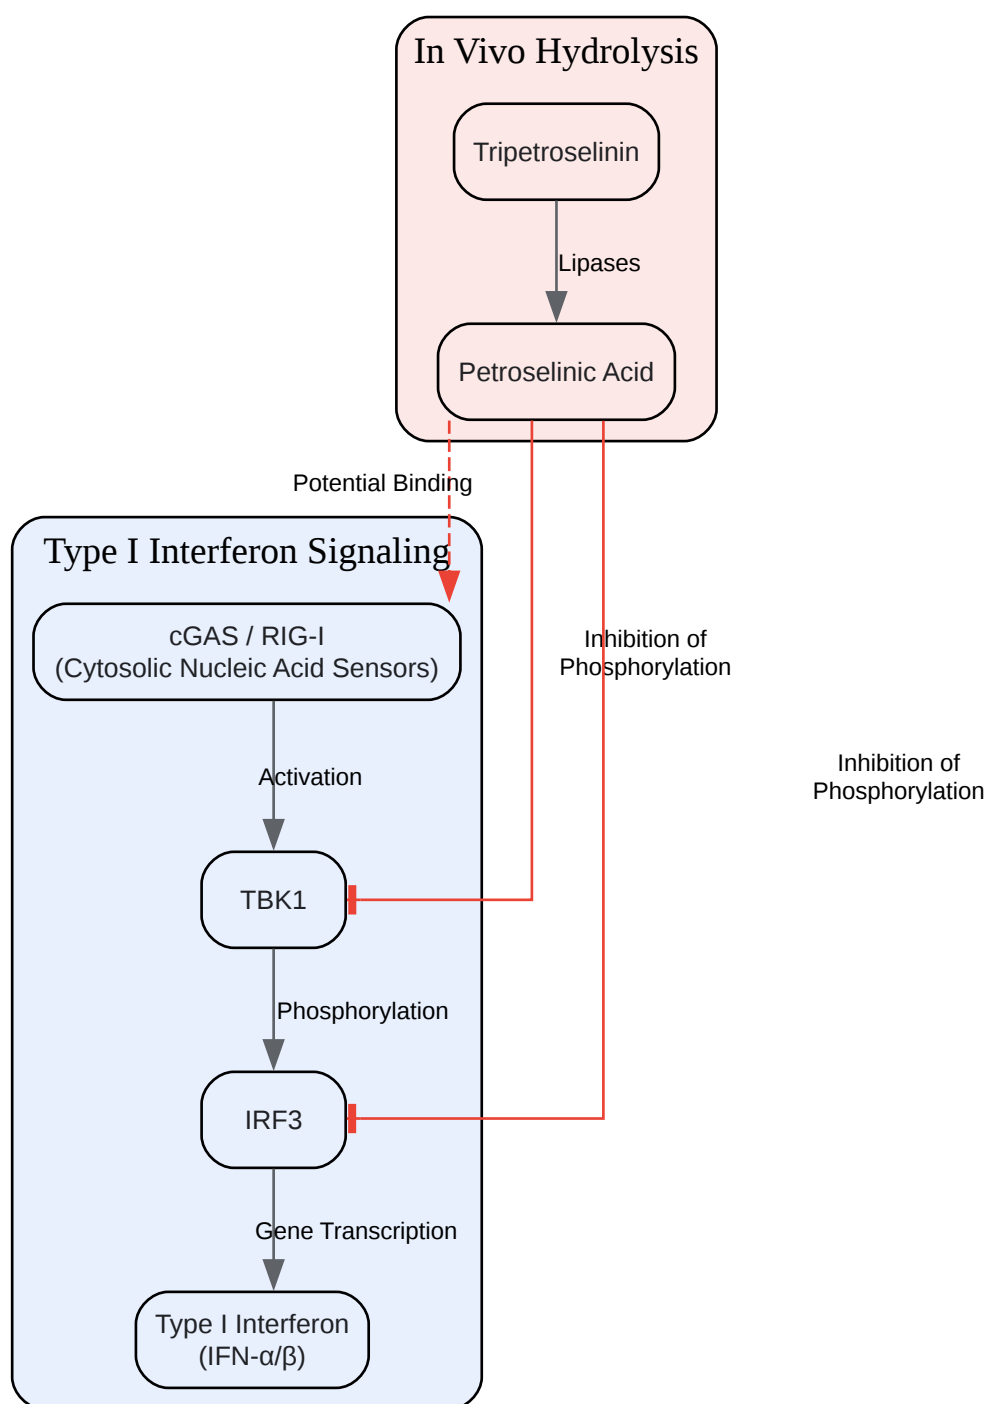 In Vivo Hydrolysis
Tripetroselinin
Lipases
Petroselinic Acid
Potential Binding
Type I Interferon Signaling
cGAS / RIG-I
(Cytosolic Nucleic Acid Sensors)
Inhibition of
Phosphorylation
Activation
Inhibition of
Phosphorylation
TBK1
Phosphorylation
IRF3
Gene Transcription
Type I Interferon
(IFN-α/β)